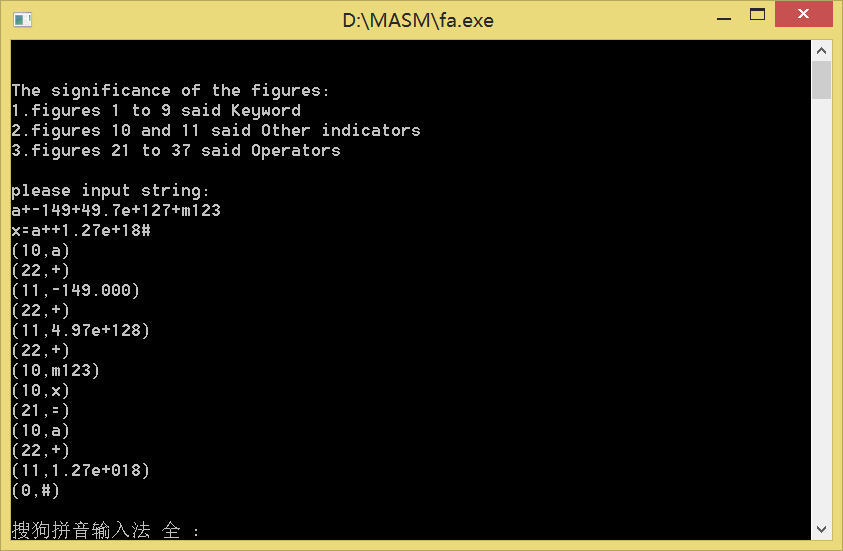 D:\MASM\fa.exe
The significance of the figures:
1.figures 1 to 9 said Keyword
2.figures 10 and 11 said Other indicators
3.figures 21 to 37 said Operators
please input string:
a+-149+49.7e+127+m123
x=a++1.27e+18#
(10,a)
(22,+)
(11,-149.000)
(22,+)
(11,4.97e+128)
(22,+)
(10,m123)
(10,x)
(21,=)
(10,a)
(22,+)
(11,1.27e+018)
(0,#)
搜狗拼音输入法 全 :